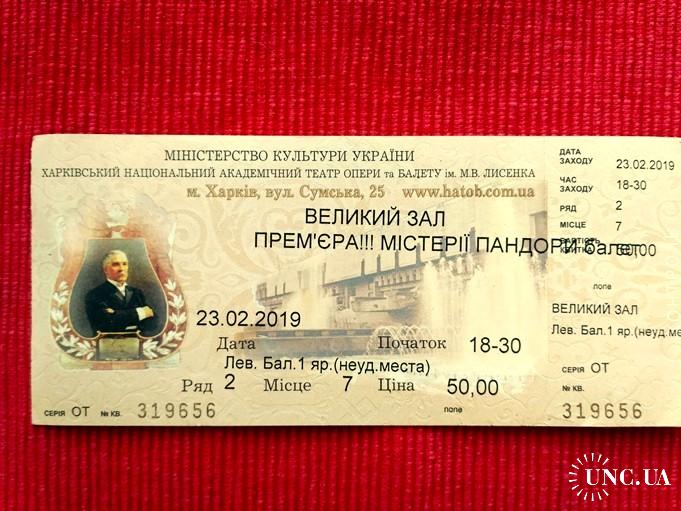 МІНІСТЕРСТВО КУЛЬТУРИ УКРАЇНИ
ХАРКІВСЬКИЙ НАЦІОНАЛЬНИЙ АКАДЕМІЧНИЙ ТЕАТР ОПЕРИ та БАЛЕТУ ім. М.В. ЛИСЕНКА
м. Харків, вул. Сумська, 25 www.hatob.com.ua
ВЕЛИКИЙ ЗАЛ
ПРЕМ'ЄРА!!! МІСТЕРІЇ ПАНДОРИ балет
23.02.2019
Дата Початок 18-30
Лев. Бал.1 яр.(неуд.места)
Ряд 2 Місце 7 Ціна 50,00
none
СЕРІЯ ОТ № КВ. 319656
ДАТА
ЗАХОДУ 23.02.2019
ЧАС
ЗАХОДУ 18-30
РЯД 2
МІСЦЕ 7
ВАРТІСТЬ
КВИТКА 50,00
none
ВЕЛИКИЙ ЗАЛ
Лев. Бал.1 яр.(неуд.
СЕРІЯ ОТ
№ КВ.
319656
UNC.UA